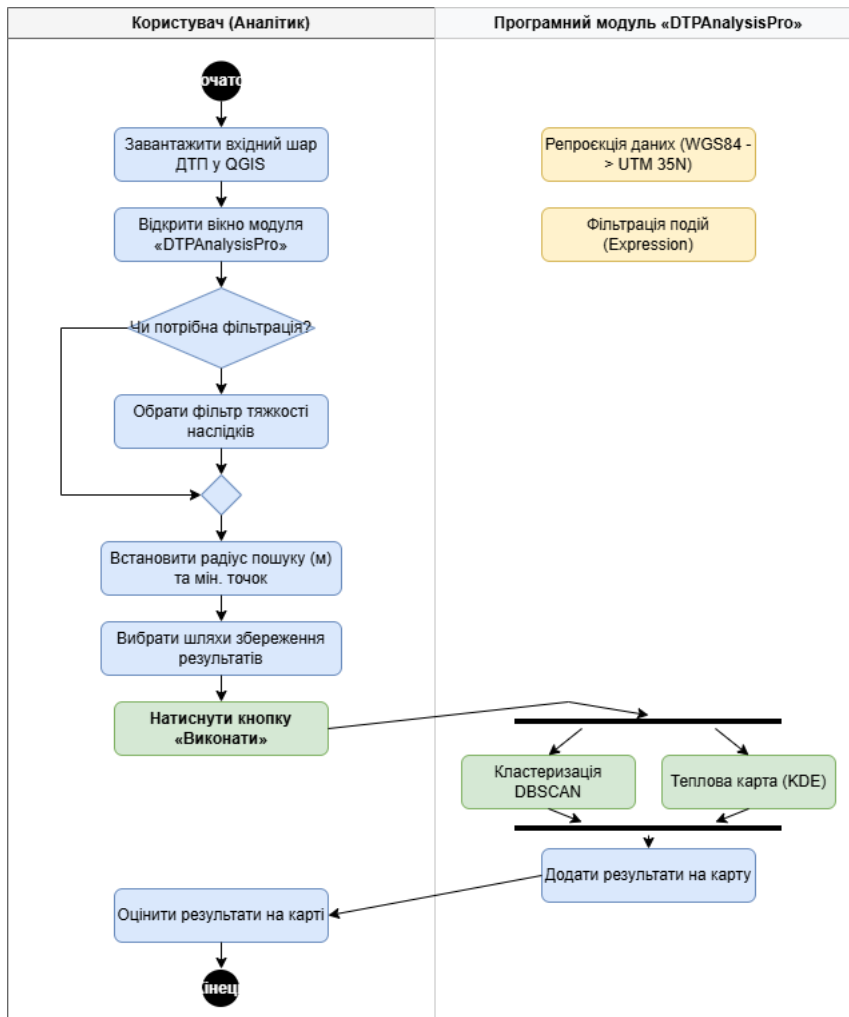 Користувач (Аналітик)
Програмний модуль «DTPAnalysisPro»
очато
Завантажити вхідний шар
ДТП у QGIS
Репроєкція даних (WGS84 -
> UTM 35N)
Відкрити вікно модуля
«DTPAnalysisPro»
Фільтрація подій
(Expression)
Чи потрібна фільтрація?
Обрати фільтр тяжкості
наслідків
Встановити радіус пошуку (м)
та мін. точок
Вибрати шляхи збереження
результатів
Натиснути кнопку
«Виконати»
Кластеризація
DBSCAN
Теплова карта (KDE)
Додати результати на карту
Оцінити результати на карті
Кінець